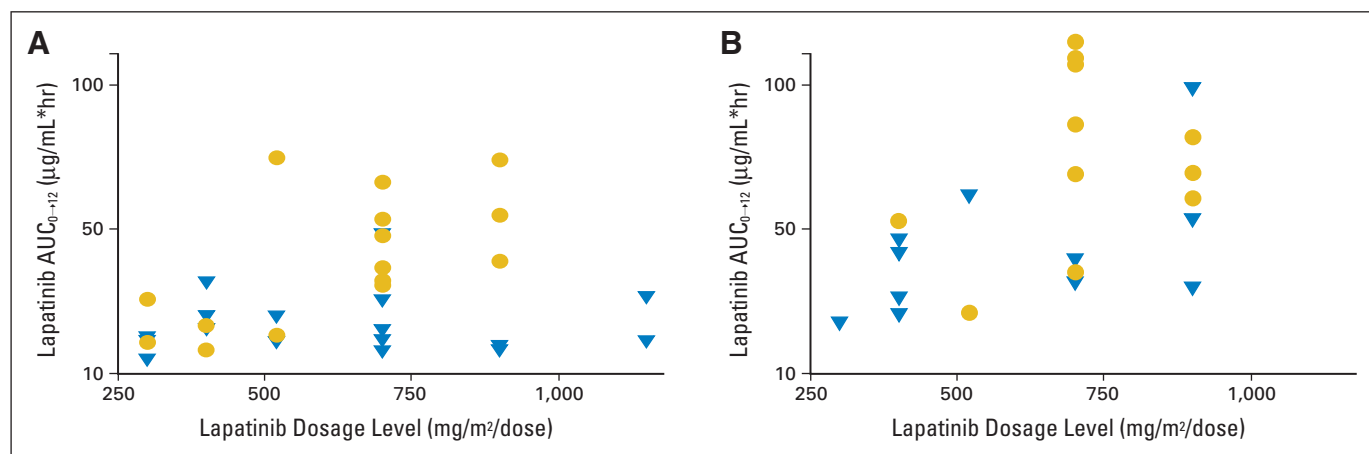 A
Lapatinib AUC₀→₁₂ (µg/mL*hr)
100
50
10
250 500 750 1,000
Lapatinib Dosage Level (mg/m²/dose)
B
Lapatinib AUC₀→₁₂ (µg/mL*hr)
100
50
10
250 500 750 1,000
Lapatinib Dosage Level (mg/m²/dose)